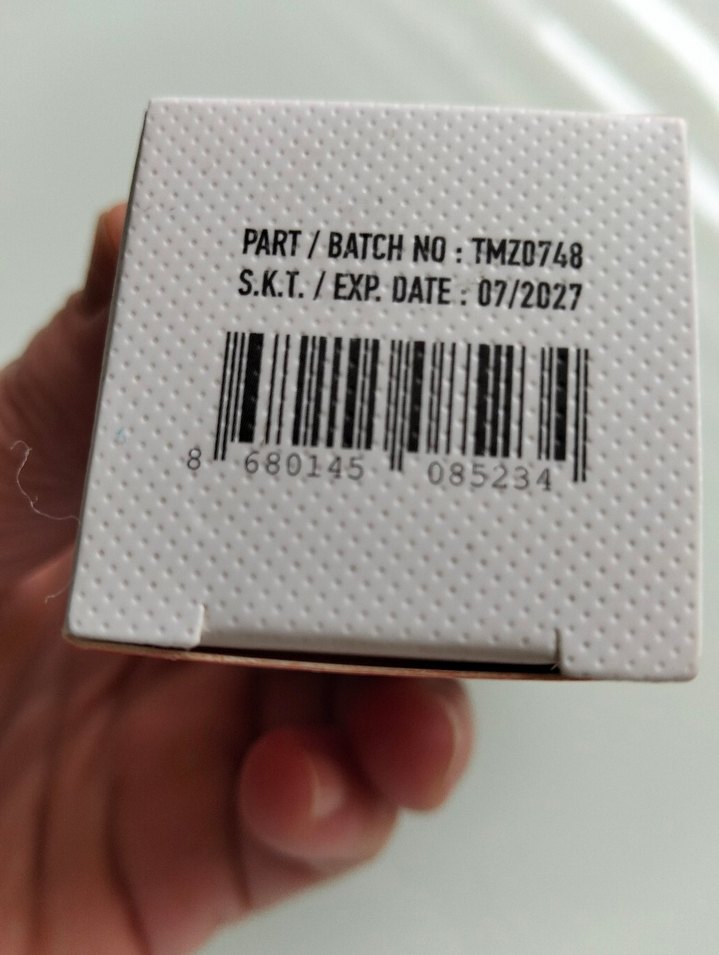 PART / BATCH NO : TMZ0748
S.K.T. / EXP. DATE : 07/2027
8 680145 085234